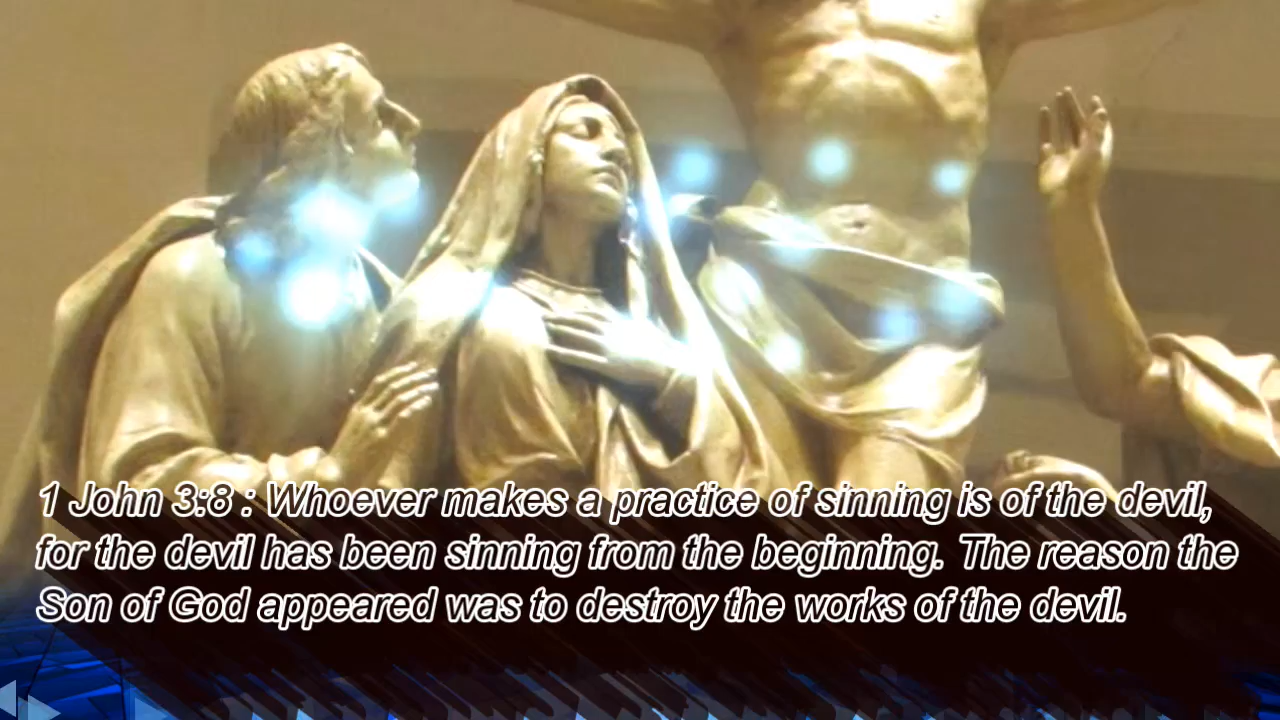 1 John 3:8 : Whoever makes a practice of sinning is of the devil,
for the devil has been sinning from the beginning. The reason the
Son of God appeared was to destroy the works of the devil.